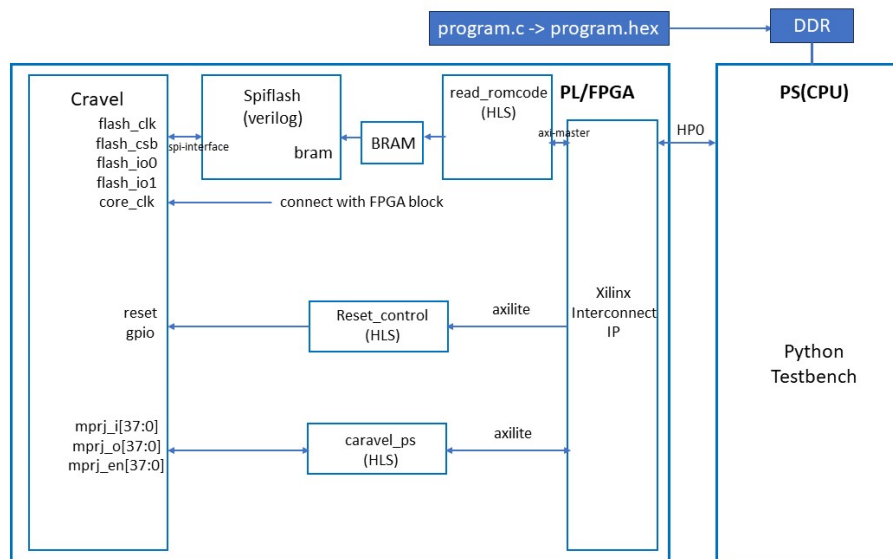 program.c -> program.hex
DDR
PL/FPGA
PS(CPU)
Cravel
flash_clk
flash_csb
flash_io0
flash_io1
core_clk
spi-interface
Spiflash
(verilog)
bram
BRAM
read_romcode
(HLS)
axi-master
HP0
connect with FPGA block
reset
gpio
Reset_control
(HLS)
axilite
Xilinx
Interconnect
IP
Python
Testbench
mprj_i[37:0]
mprj_o[37:0]
mprj_en[37:0]
caravel_ps
(HLS)
axilite